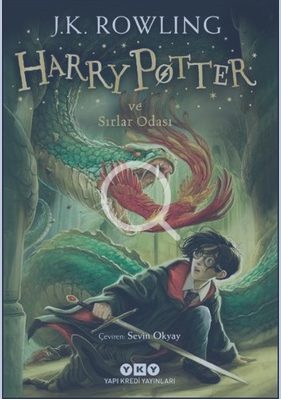 J.K. ROWLING
HARRY POTTER
ve
Sırlar Odası
Çeviren: Sevin Okyay
YKY
YAPI KREDİ YAYINLARI